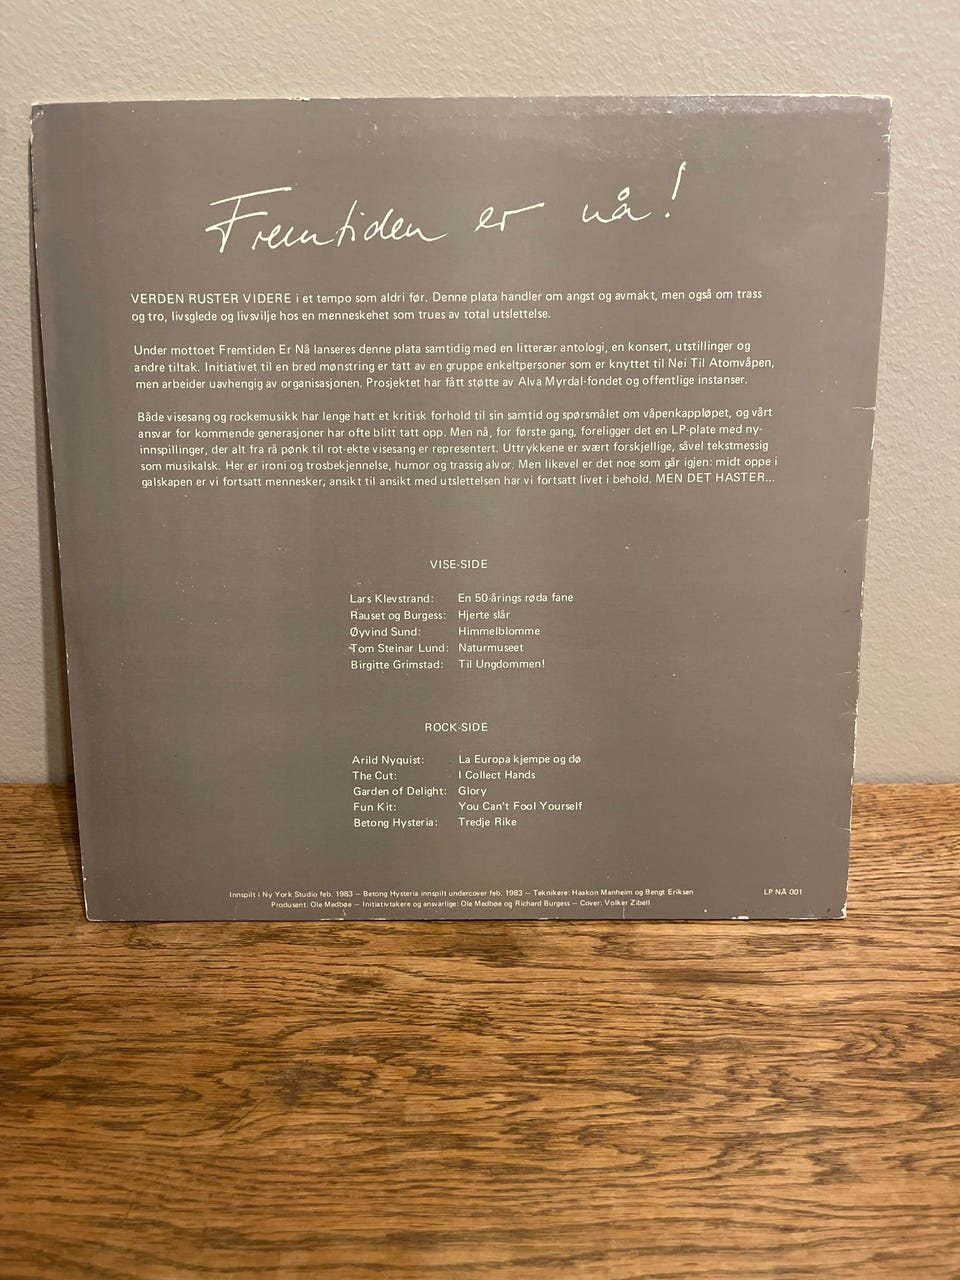 Fremtiden er nå!
VERDEN RUSTER VIDERE i et tempo som aldri før. Denne plata handler om angst og avmakt, men også om trass
og tro, livsglede og livsvilje hos en menneskehet som trues av total utslettelse.
Under mottoet Fremtiden Er Nå lanseres denne plata samtidig med en litterær antologi, en konsert, utstillinger og
andre tiltak. Initiativet til en bred mønstring er tatt av en gruppe enkeltpersoner som er knyttet til Nei Til Atomvåpen,
men arbeider uavhengig av organisasjonen. Prosjektet har fått støtte av Alva Myrdal-fondet og offentlige instanser.
Både visesang og rockemusikk har lenge hatt et kritisk forhold til sin samtid og spørsmålet om våpenkappløpet, og vårt
ansvar for kommende generasjoner har ofte blitt tatt opp. Men nå, for første gang, foreligger det en LP-plate med ny-
innspillinger, der alt fra rå pønk til rot-ekte visesang er representert. Uttrykkene er svært forskjellige, såvel tekstmessig
som musikalsk. Her er ironi og trosbekjennelse, humor og trassig alvor. Men likevel er det noe som går igjen: midt oppe i
galskapen er vi fortsatt mennesker; ansikt til ansikt med utslettelsen har vi fortsatt livet i behold. MEN DET HASTER...
VISE-SIDE
Lars Klevstrand: En 50-årings røda fane
Rauset og Burgess: Hjerte slår
Øyvind Sund: Himmelblomme
Tom Steinar Lund: Naturmuseet
Birgitte Grimstad: Til Ungdommen!
ROCK-SIDE
Arild Nyquist: La Europa kjempe og dø
The Cut: I Collect Hands
Garden of Delight: Glory
Fun Kit: You Can't Fool Yourself
Betong Hysteria: Tredje Rike
Innspilt i Ny York Studio feb. 1983 – Betong Hysteria innspilt undercover feb. 1983 – Teknikere: Haakon Manheim og Bengt Eriksen
Produsent: Ole Medbøe – Initiativtakere og ansvarlige: Ole Medbøe og Richard Burgess – Cover: Volker Zibell
LP NÅ 001